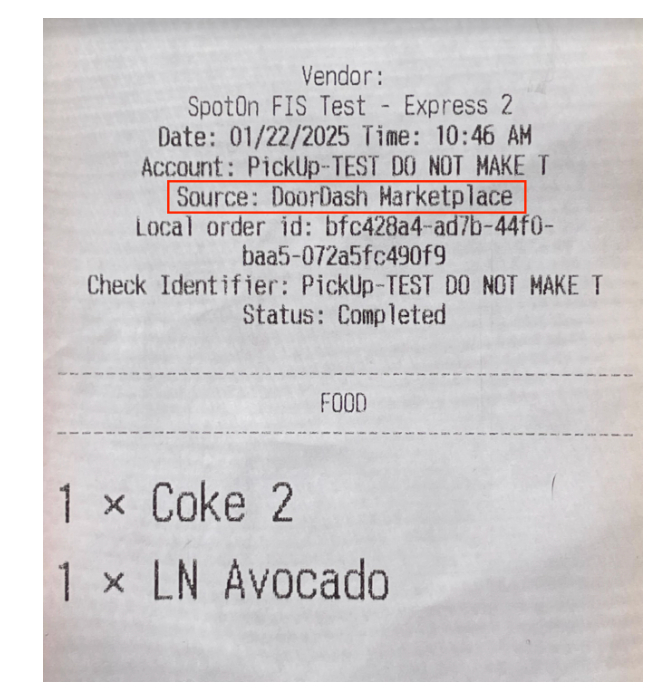 Vendor:
SpotOn FIS Test - Express 2
Date: 01/22/2025 Time: 10:46 AM
Account: PickUp-TEST DO NOT MAKE T
Source: DoorDash Marketplace
Local order id: bfc428a4-ad7b-44f0-
baa5-072a5fc490f9
Check Identifier: PickUp-TEST DO NOT MAKE T
Status: Completed
FOOD
1 × Coke 2
1 × LN Avocado